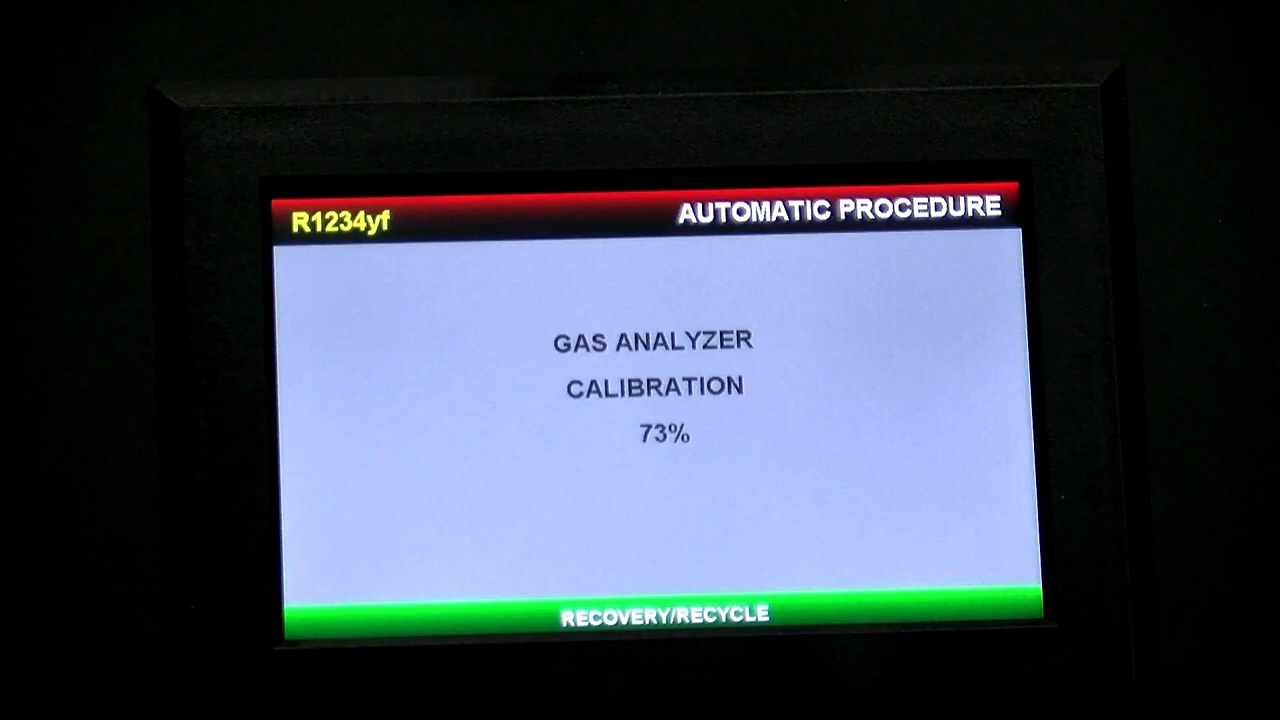 R1234yf
AUTOMATIC PROCEDURE
GAS ANALYZER
CALIBRATION
73%
RECOVERY/RECYCLE